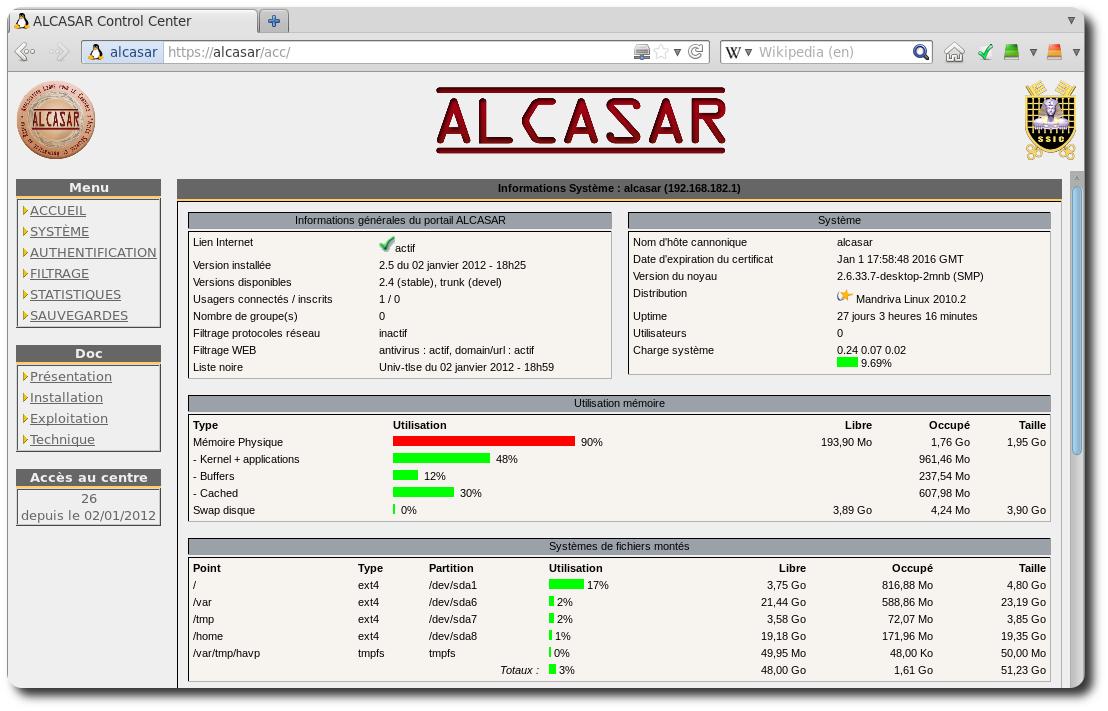 ALCASAR Control Center
alcasar https://alcasar/acc/ W Wikipedia (en)
ALCASAR
ALCASAR
SSIC
Menu
ACCUEIL
SYSTÈME
AUTHENTIFICATION
FILTRAGE
STATISTIQUES
SAUVEGARDES
Doc
Présentation
Installation
Exploitation
Technique
Accès au centre
26
depuis le 02/01/2012
Informations Système : alcasar (192.168.182.1)
Informations générales du portail ALCASAR
Lien Internet actif
Version installée 2.5 du 02 janvier 2012 - 18h25
Versions disponibles 2.4 (stable), trunk (devel)
Usagers connectés / inscrits 1 / 0
Nombre de groupe(s) 0
Filtrage protocoles réseau inactif
Filtrage WEB antivirus : actif, domain/url : actif
Liste noire Univ-tlse du 02 janvier 2012 - 18h59
Système
Nom d'hôte cannonique alcasar
Date d'expiration du certificat Jan 1 17:58:48 2016 GMT
Version du noyau 2.6.33.7-desktop-2mnb (SMP)
Distribution Mandriva Linux 2010.2
Uptime 27 jours 3 heures 16 minutes
Utilisateurs 0
Charge système 0.24 0.07 0.02
9.69%
Utilisation mémoire
Type Utilisation Libre Occupé Taille
Mémoire Physique 90% 193,90 Mo 1,76 Go 1,95 Go
- Kernel + applications 48% 961,46 Mo
- Buffers 12% 237,54 Mo
- Cached 30% 607,98 Mo
Swap disque 0% 3,89 Go 4,24 Mo 3,90 Go
Systèmes de fichiers montés
Point Type Partition Utilisation Libre Occupé Taille
/ ext4 /dev/sda1 17% 3,75 Go 816,88 Mo 4,80 Go
/var ext4 /dev/sda6 2% 21,44 Go 588,86 Mo 23,19 Go
/tmp ext4 /dev/sda7 2% 3,58 Go 72,07 Mo 3,85 Go
/home ext4 /dev/sda8 1% 19,18 Go 171,96 Mo 19,35 Go
/var/tmp/havp tmpfs tmpfs 0% 49,95 Mo 48,00 Ko 50,00 Mo
Totaux : 3% 48,00 Go 1,61 Go 51,23 Go